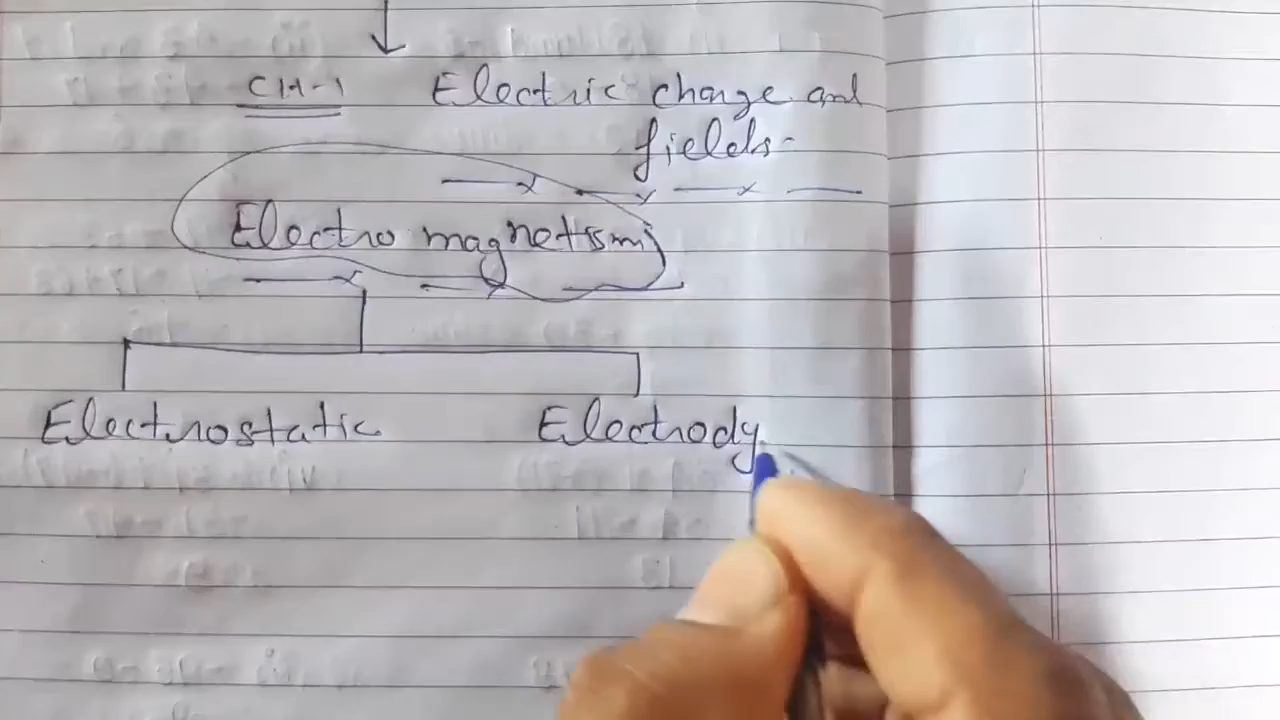 CH-1 Electric charge and
fields-
Electro magnetism
Electrostatic Electrody